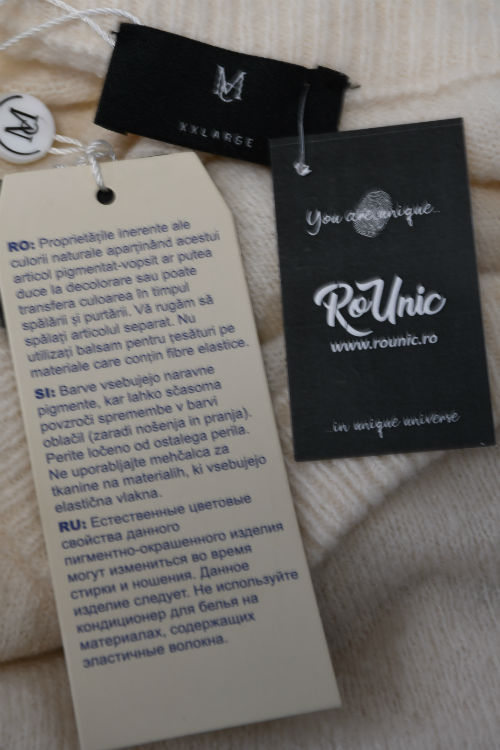 XXLARGE
You are unique..
RoUnic
www.rounic.ro
..in unique universe
RO: Proprietățile inerente ale
culorii naturale aparținând acestui
articol pigmentat-vopsit ar putea
duce la decolorare sau poate
transfera culoarea în timpul
spălării și purtării. Vă rugăm să
spălați articolul separat. Nu
utilizați balsam pentru țesături pe
materiale care conțin fibre elastice.
SI: Barve vsebujejo naravne
pigmente, kar lahko sčasoma
povzroči spremembe v barvi
oblačil (zaradi nošenja in pranja).
Perite ločeno od ostalega perila.
Ne uporabljajte mehčalca za
tkanine na materialih, ki vsebujejo
elastična vlakna.
RU: Естественные цветовые
свойства данного
пигментно-окрашенного изделия
могут измениться во время
стирки и ношения. Данное
изделие следует. Не используйте
кондиционер для белья на
материалах, содержащих
эластичные волокна.